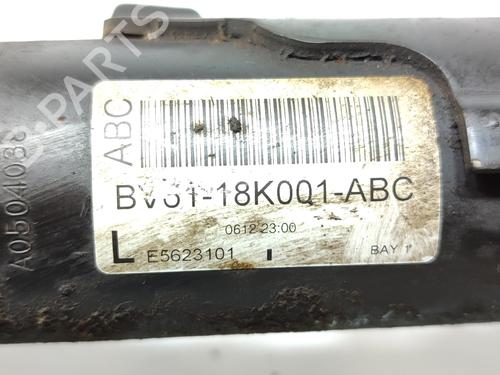 ABC
BV61-18K001-ABC
0612 23:00
L E5623101 BAY 1
A0504038
B-PARTS